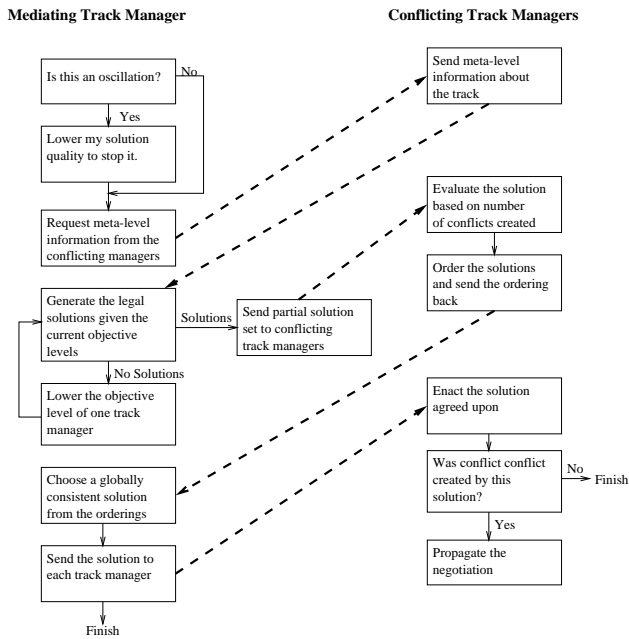 Mediating Track Manager
Is this an oscillation?
No
Yes
Lower my solution
quality to stop it.
Request meta-level
information from the
conflicting managers
Generate the legal
solutions given the
current objective
levels
Solutions
Send partial solution
set to conflicting
track managers
No Solutions
Lower the objective
level of one track
manager
Choose a globally
consistent solution
from the orderings
Send the solution to
each track manager
Finish
Conflicting Track Managers
Send meta-level
information about
the track
Evaluate the solution
based on number
of conflicts created
Order the solutions
and send the ordering
back
Enact the solution
agreed upon
Was conflict conflict
created by this
solution?
No
Finish
Yes
Propagate the
negotiation